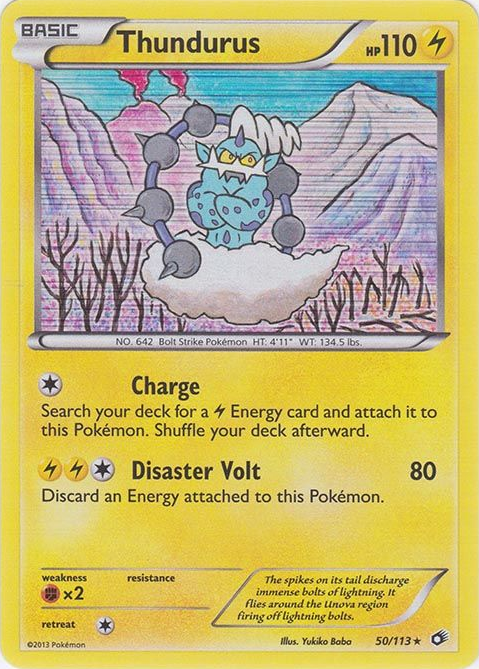 BASIC
Thundurus
HP110
NO. 642 Bolt Strike Pokémon HT: 4'11" WT: 134.5 lbs.
Charge
Search your deck for a Energy card and attach it to
this Pokémon. Shuffle your deck afterward.
Disaster Volt 80
Discard an Energy attached to this Pokémon.
weakness resistance
×2
retreat
The spikes on its tail discharge
immense bolts of lightning. It
flies around the Unova region
firing off lightning bolts.
©2013 Pokémon
Illus. Yukiko Baba
50/113